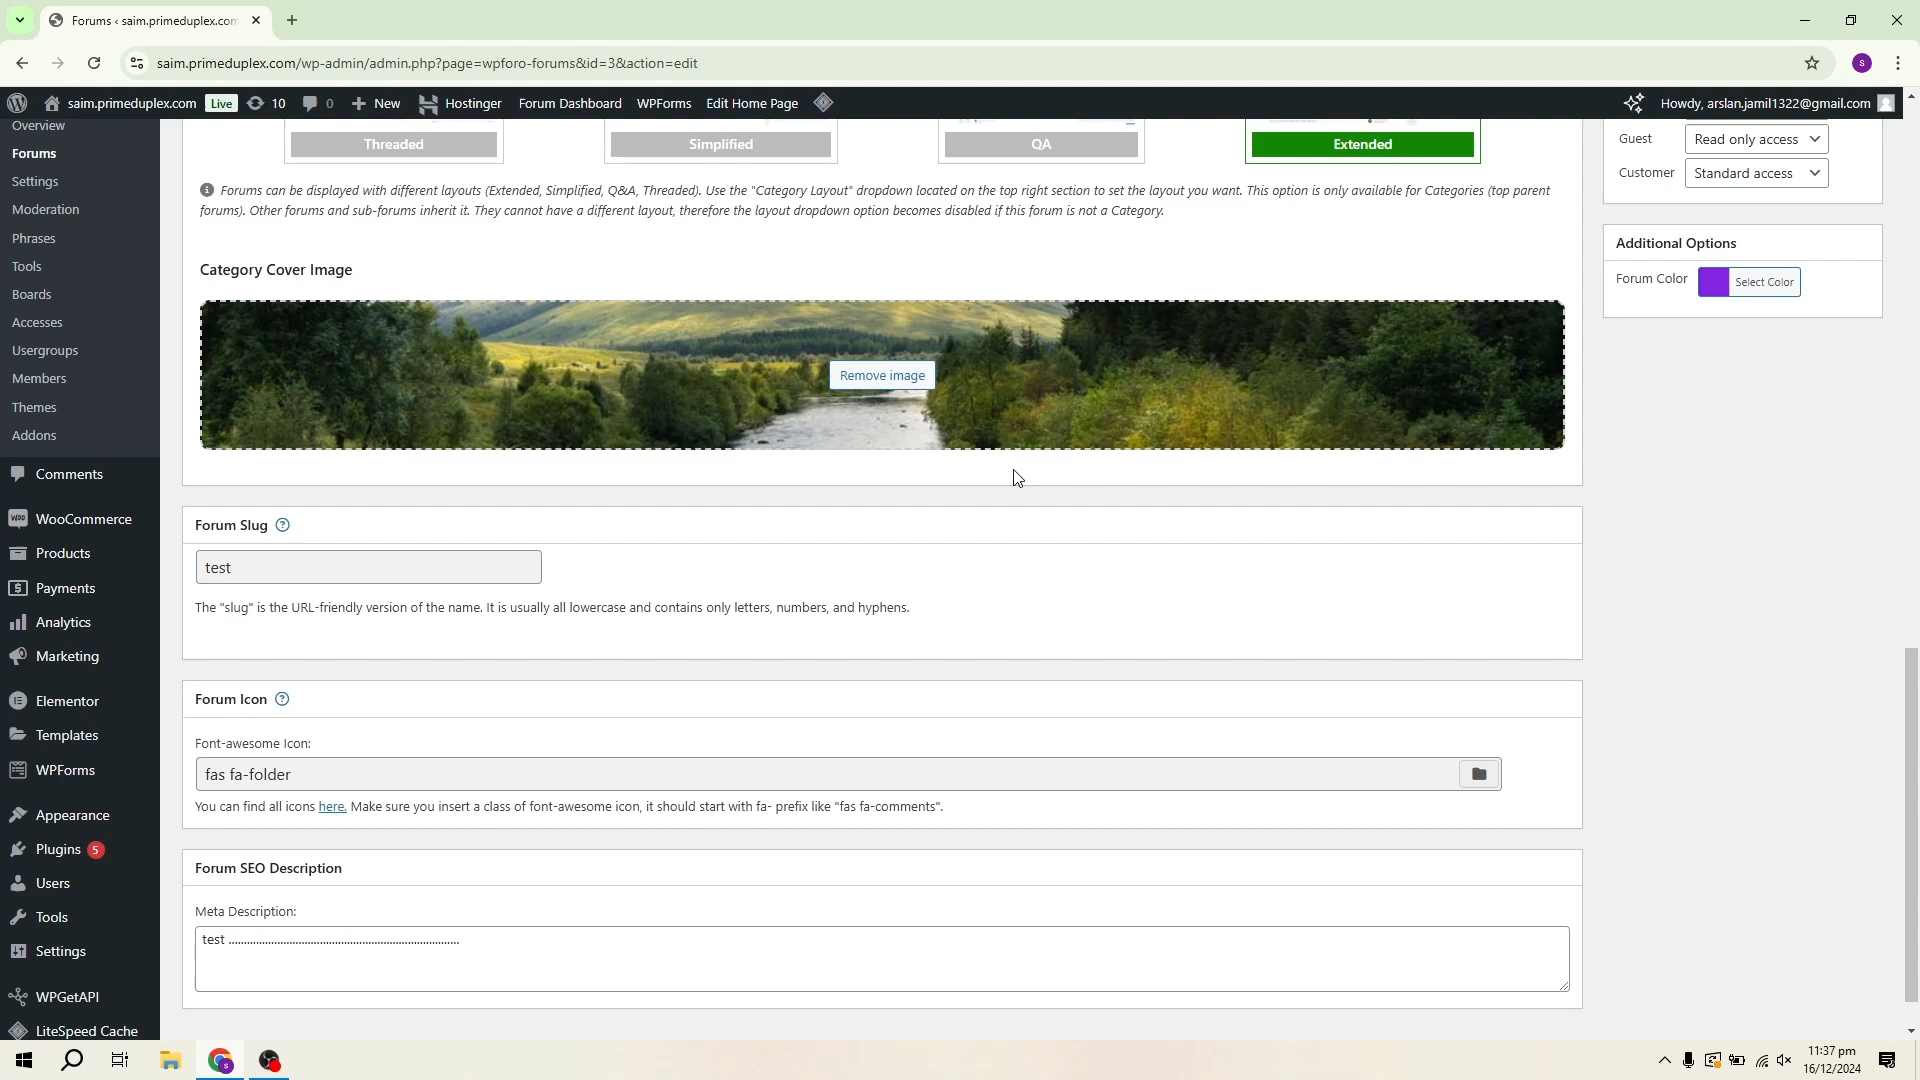 Forums ‹ saim.primeduplex.com
saim.primeduplex.com/wp-admin/admin.php?page=wpforo-forums&id=3&action=edit
S
saim.primeduplex.com Live 10 0 New Hostinger Forum Dashboard WPForms Edit Home Page
Howdy, arslan.jamil1322@gmail.com
Overview
Forums
Settings
Moderation
Phrases
Tools
Boards
Accesses
Usergroups
Members
Themes
Addons
Comments
WooCommerce
Products
Payments
Analytics
Marketing
Elementor
Templates
WPForms
Appearance
Plugins 5
Users
Tools
Settings
WPGetAPI
LiteSpeed Cache
Threaded
Simplified
QA
Extended
Forums can be displayed with different layouts (Extended, Simplified, Q&A, Threaded). Use the "Category Layout" dropdown located on the top right section to set the layout you want. This option is only available for Categories (top parent
forums). Other forums and sub-forums inherit it. They cannot have a different layout, therefore the layout dropdown option becomes disabled if this forum is not a Category.
Category Cover Image
Remove image
Forum Slug ?
test
The "slug" is the URL-friendly version of the name. It is usually all lowercase and contains only letters, numbers, and hyphens.
Forum Icon ?
Font-awesome Icon:
fas fa-folder
You can find all icons here. Make sure you insert a class of font-awesome icon, it should start with fa- prefix like "fas fa-comments".
Forum SEO Description
Meta Description:
test .............................................................................
Guest Read only access
Customer Standard access
Additional Options
Forum Color Select Color
11:37 pm
16/12/2024